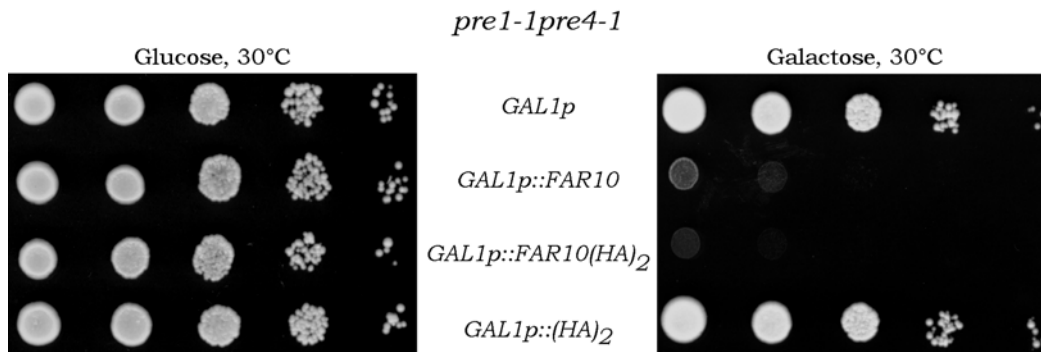 pre1-1pre4-1
Glucose, 30°C
Galactose, 30°C
GAL1p
GAL1p::FAR10
GAL1p::FAR10(HA)2
GAL1p::(HA)2